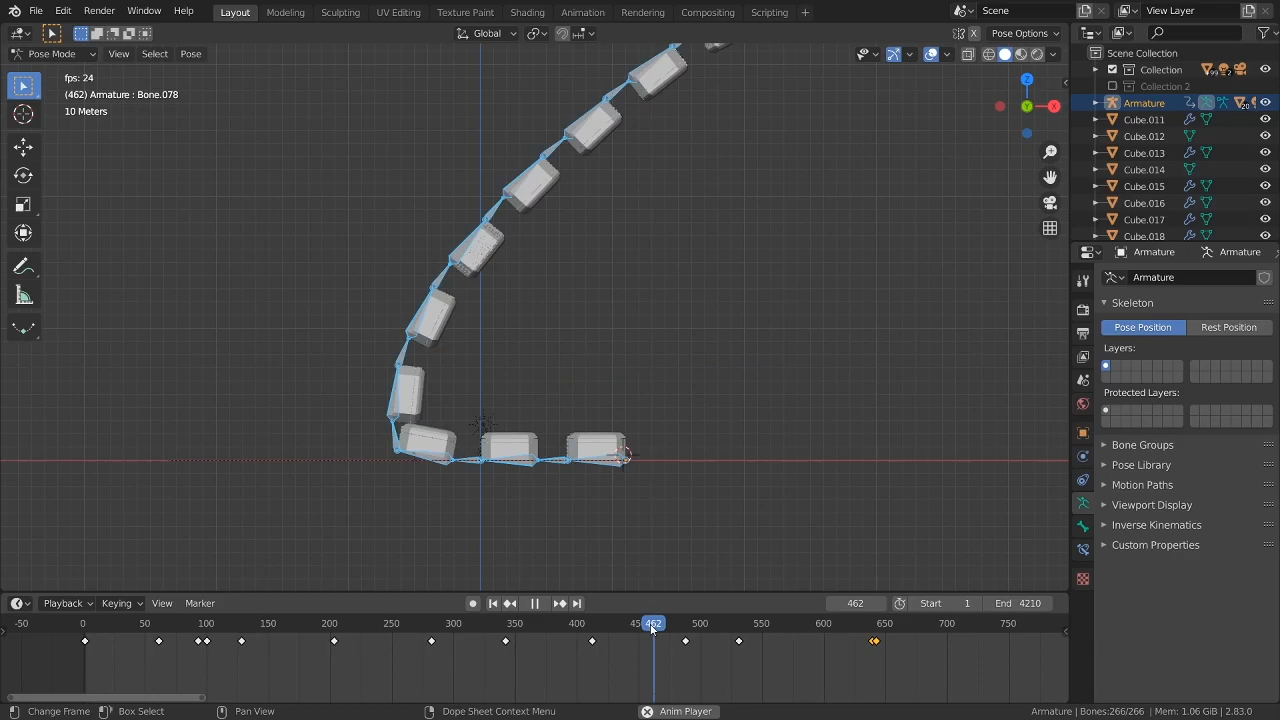 File Edit Render Window Help Layout Modeling Sculpting UV Editing Texture Paint Shading Animation Rendering Compositing Scripting + Scene View Layer
Pose Mode View Select Pose Global X Pose Options
fps: 24
(462) Armature : Bone.078
10 Meters
Z
Y
X
Scene Collection
Collection 99 2
Collection 2
Armature 20
Cube.011
Cube.012
Cube.013
Cube.014
Cube.015
Cube.016
Cube.017
Cube.018
Armature Armature
Armature
Skeleton
Pose Position Rest Position
Layers:
Protected Layers:
Bone Groups
Pose Library
Motion Paths
Viewport Display
Inverse Kinematics
Custom Properties
Playback Keying View Marker 462 Start 1 End 4210
-50 0 50 100 150 200 250 300 350 400 45 462 500 550 600 650 700 750
Change Frame Box Select Pan View Dope Sheet Context Menu Anim Player Armature | Bones:266/266 | Mem: 1.06 GiB | 2.83.0